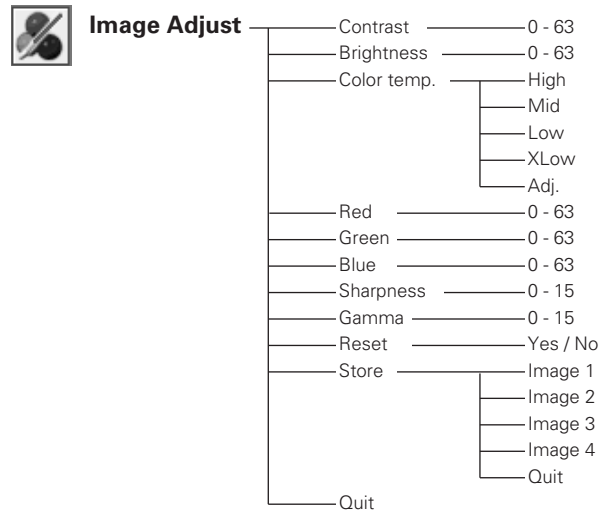 Image Adjust
Contrast 0 - 63
Brightness 0 - 63
Color temp. High
Mid
Low
XLow
Adj.
Red 0 - 63
Green 0 - 63
Blue 0 - 63
Sharpness 0 - 15
Gamma 0 - 15
Reset Yes / No
Store Image 1
Image 2
Image 3
Image 4
Quit
Quit